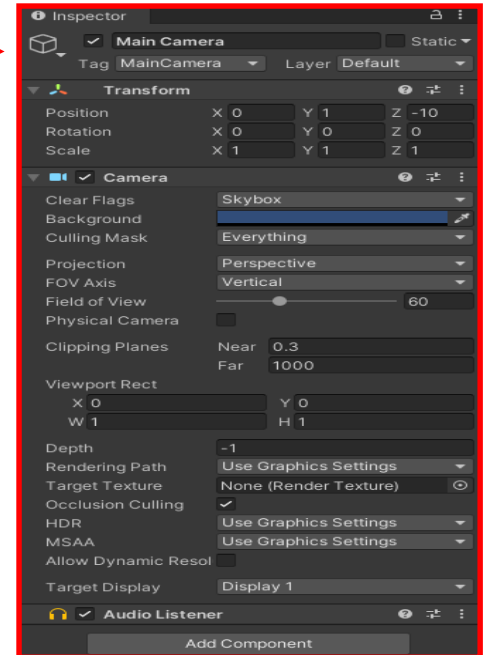 Inspector
Main Camera Static
Tag MainCamera Layer Default
Transform
Position X 0 Y 1 Z -10
Rotation X 0 Y 0 Z 0
Scale X 1 Y 1 Z 1
Camera
Clear Flags Skybox
Background
Culling Mask Everything
Projection Perspective
FOV Axis Vertical
Field of View 60
Physical Camera
Clipping Planes Near 0.3
Far 1000
Viewport Rect
X 0 Y 0
W 1 H 1
Depth -1
Rendering Path Use Graphics Settings
Target Texture None (Render Texture)
Occlusion Culling
HDR Use Graphics Settings
MSAA Use Graphics Settings
Allow Dynamic Resol
Target Display Display 1
Audio Listener
Add Component